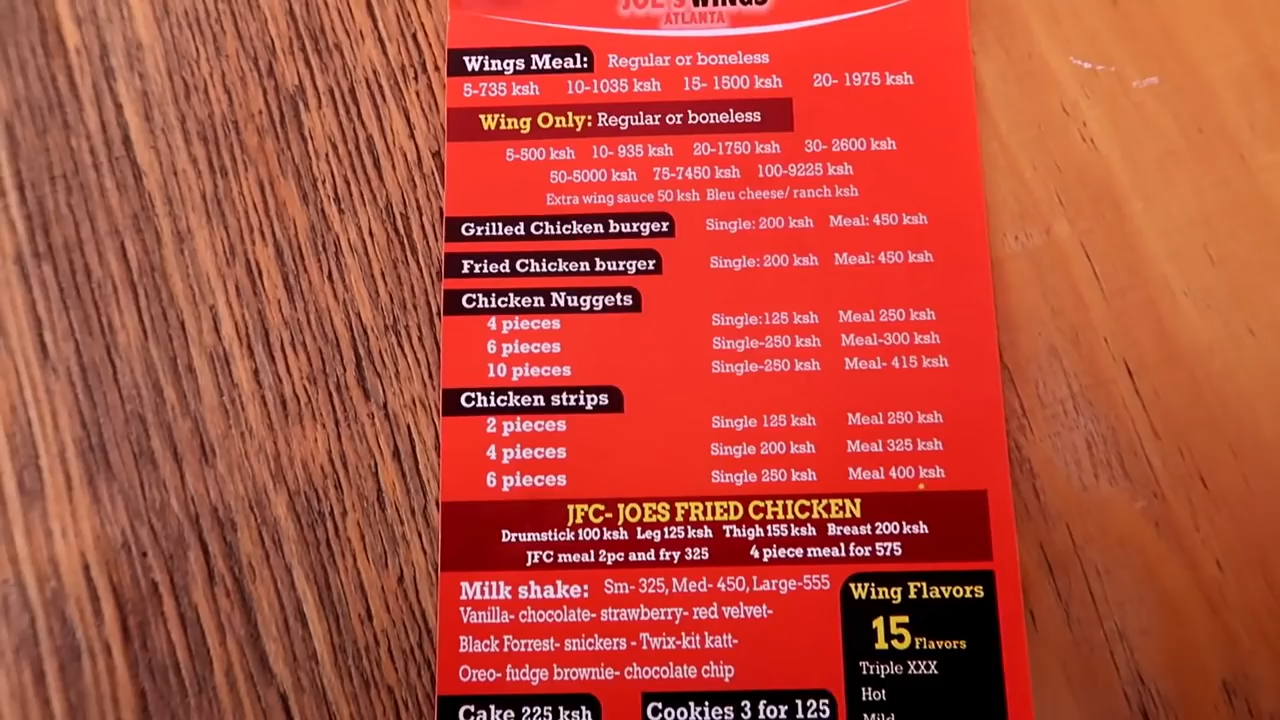 JOE'S WINGS
ATLANTA
Wings Meal: Regular or boneless
5-735 ksh 10-1035 ksh 15- 1500 ksh 20- 1975 ksh
Wing Only: Regular or boneless
5-500 ksh 10- 935 ksh 20-1750 ksh 30- 2600 ksh
50-5000 ksh 75-7450 ksh 100-9225 ksh
Extra wing sauce 50 ksh Bleu cheese/ ranch ksh
Grilled Chicken burger Single: 200 ksh Meal: 450 ksh
Fried Chicken burger Single: 200 ksh Meal: 450 ksh
Chicken Nuggets
4 pieces Single:125 ksh Meal 250 ksh
6 pieces Single-250 ksh Meal-300 ksh
10 pieces Single-250 ksh Meal- 415 ksh
Chicken strips
2 pieces Single 125 ksh Meal 250 ksh
4 pieces Single 200 ksh Meal 325 ksh
6 pieces Single 250 ksh Meal 400 ksh
JFC- JOES FRIED CHICKEN
Drumstick 100 ksh Leg 125 ksh Thigh 155 ksh Breast 200 ksh
JFC meal 2pc and fry 325 4 piece meal for 575
Milk shake: Sm- 325, Med- 450, Large-555
Vanilla- chocolate- strawberry- red velvet-
Black Forrest- snickers - Twix-kit katt-
Oreo- fudge brownie- chocolate chip
Cake 225 ksh
Cookies 3 for 125
Wing Flavors
15 Flavors
Triple XXX
Hot
Mild